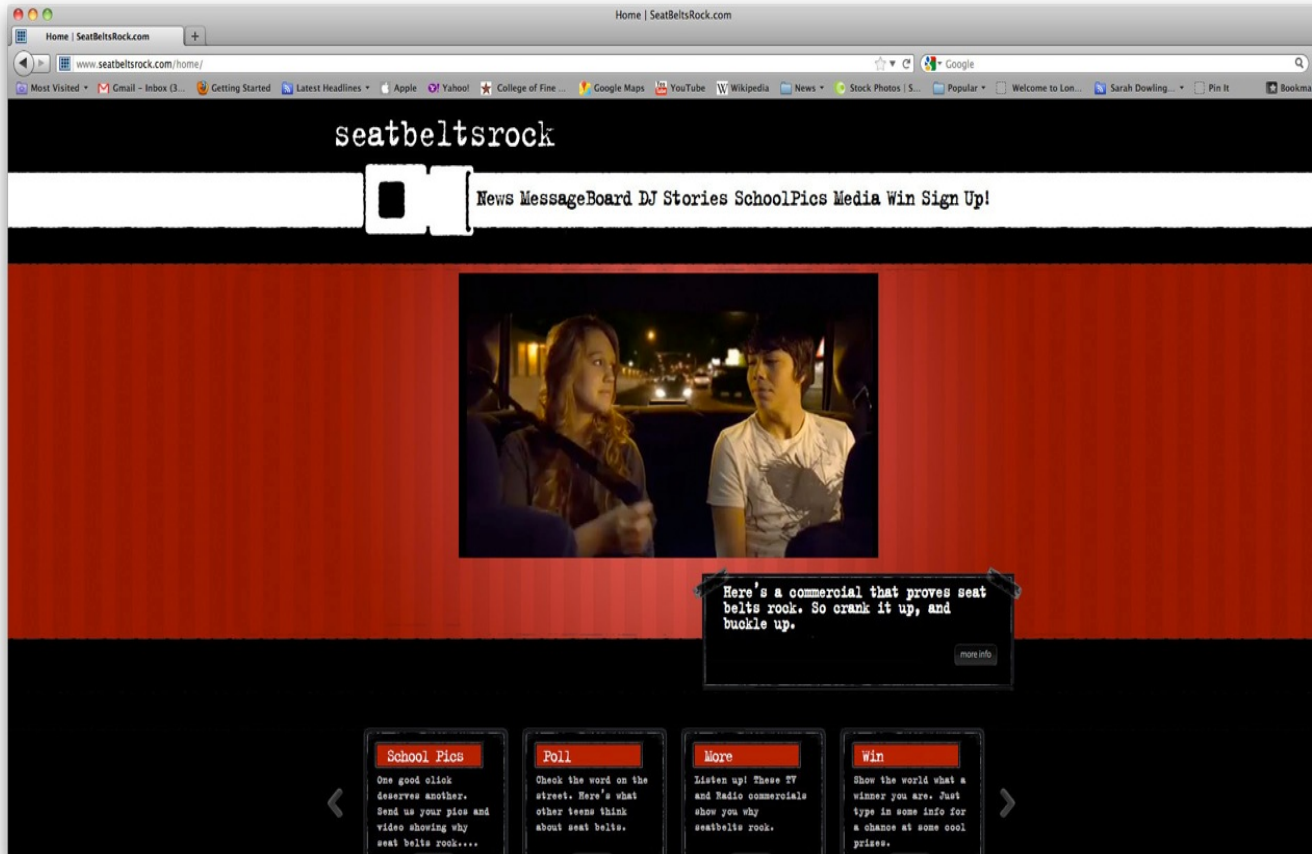 Home | SeatBeltsRock.com
Home | SeatBeltsRock.com +
www.seatbeltsrock.com/home/ Google
Most Visited Gmail - Inbox (3... Getting Started Latest Headlines Apple Yahoo! College of Fine ... Google Maps YouTube Wikipedia News Stock Photos | S... Popular Welcome to Lon... Sarah Dowling... Pin It Bookma
seatbeltsrock
News MessageBoard DJ Stories SchoolPics Media Win Sign Up!
Here's a commercial that proves seat
belts rock. So crank it up, and
buckle up.
more info
School Pics
One good click
deserves another.
Send us your pics and
video showing why
seat belts rock....
Poll
Check the word on the
street. Here's what
other teens think
about seat belts.
More
Listen up! These TV
and Radio commercials
show you why
seatbelts rock.
Win
Show the world what a
winner you are. Just
type in some info for
a chance at some cool
prizes.